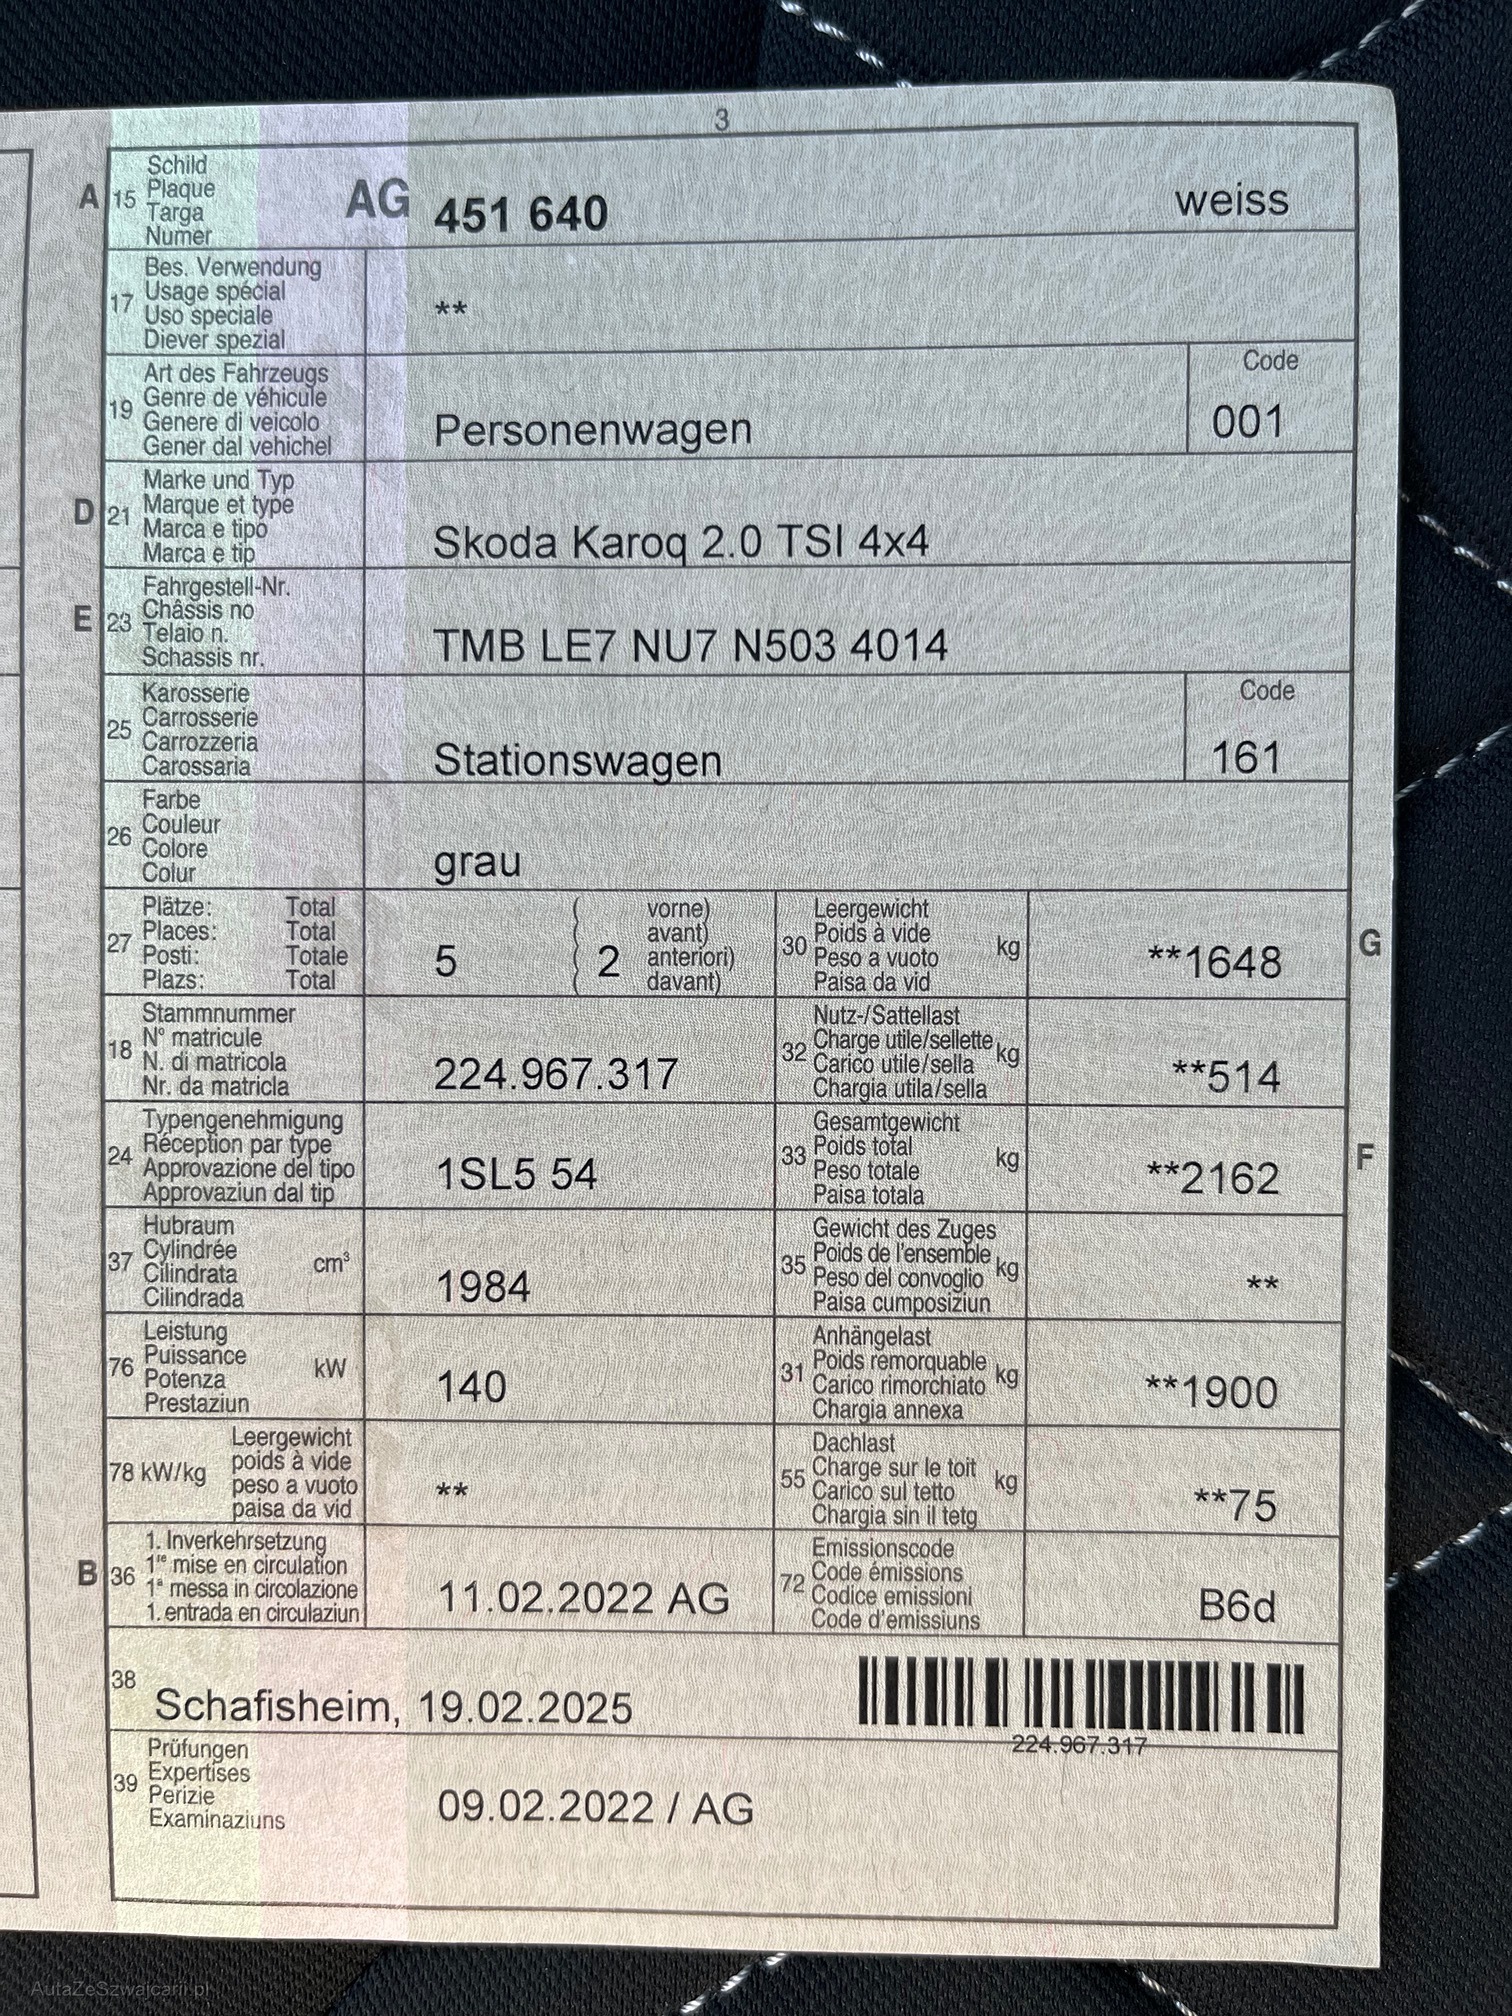 3
A 15 Schild
Plaque
Targa
Numer
AG 451 640 weiss
17 Bes. Verwendung
Usage spécial
Uso speciale
Diever spezial
**
19 Art des Fahrzeugs
Genre de véhicule
Genere di veicolo
Gener dal vehichel
Personenwagen
Code
001
D 21 Marke und Typ
Marque et type
Marca e tipo
Marca e tip
Skoda Karoq 2.0 TSI 4x4
E 23 Fahrgestell-Nr.
Châssis no
Telaio n.
Schassis nr.
TMB LE7 NU7 N503 4014
25 Karosserie
Carrosserie
Carrozzeria
Carossaria
Stationswagen
Code
161
26 Farbe
Couleur
Colore
Colur
grau
27 Plätze: Total
Places: Total
Posti: Totale
Plazs: Total
5 ( 2 vorne)
avant)
anteriori)
davant)
30 Leergewicht
Poids à vide
Peso a vuoto
Paisa da vid
kg **1648 G
18 Stammnummer
N° matricule
N. di matricola
Nr. da matricla
224.967.317
32 Nutz-/Sattellast
Charge utile/sellette
Carico utile/sella
Chargia utila/sella
kg **514
24 Typengenehmigung
Réception par type
Approvazione del tipo
Approvaziun dal tip
1SL5 54
33 Gesamtgewicht
Poids total
Peso totale
Paisa totala
kg **2162 F
37 Hubraum
Cylindrée
Cilindrata
Cilindrada
cm³ 1984
35 Gewicht des Zuges
Poids de l'ensemble
Peso del convoglio
Paisa cumposiziun
kg **
76 Leistung
Puissance
Potenza
Prestaziun
kW 140
31 Anhängelast
Poids remorquable
Carico rimorchiato
Chargia annexa
kg **1900
78 kW/kg Leergewicht
poids à vide
peso a vuoto
paisa da vid
**
55 Dachlast
Charge sur le toit
Carico sul tetto
Chargia sin il tetg
kg **75
B 36 1. Inverkehrsetzung
1re mise en circulation
1a messa in circolazione
1. entrada en circulaziun
11.02.2022 AG
72 Emissionscode
Code émissions
Codice emissioni
Code d'emissiuns
B6d
38 Schafisheim, 19.02.2025
224.967.317
39 Prüfungen
Expertises
Perizie
Examinaziuns
09.02.2022 / AG
AutaZeSzwajcarii.pl